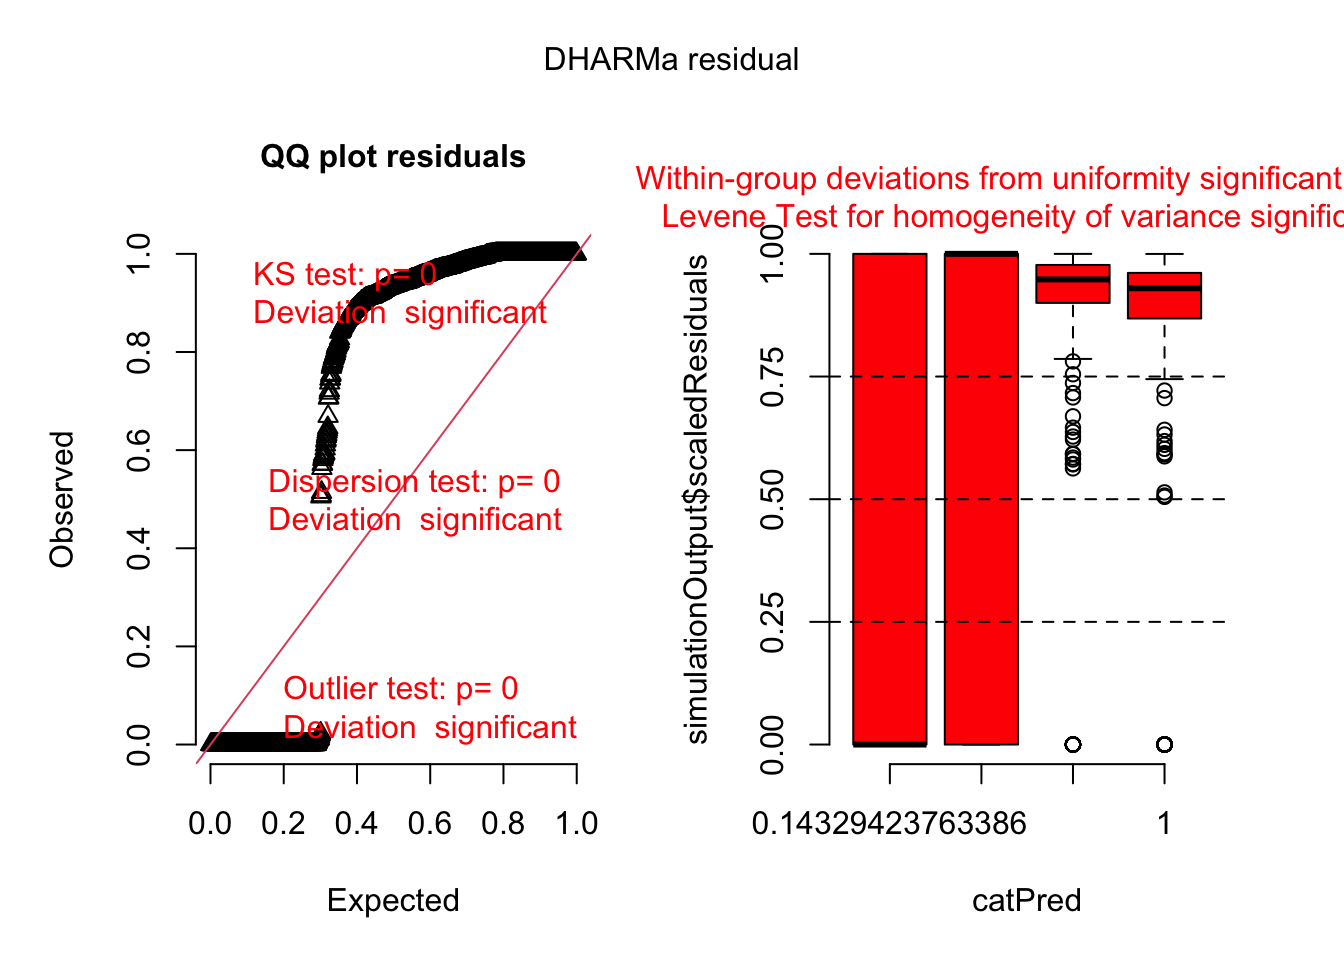 DHARMa residual
QQ plot residuals
KS test: p= 0
Deviation  significant
Dispersion test: p= 0
Deviation  significant
Outlier test: p= 0
Deviation  significant
Observed
0.0
0.2
0.4
0.6
0.8
1.0
0.0 0.2 0.4 0.6 0.8 1.0
Expected
Within-group deviations from uniformity significant
Levene Test for homogeneity of variance signific
simulationOutput$scaledResiduals
0.00
0.25
0.50
0.75
1.00
0.14329423763386 1
catPred